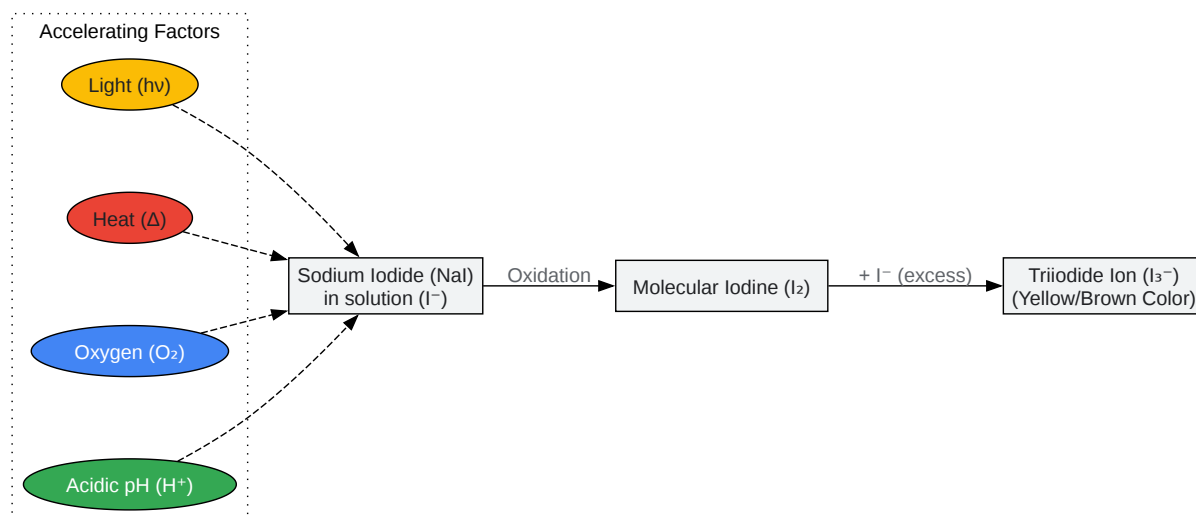 Accelerating Factors
Light (hν)
Heat (Δ)
Oxygen (O₂)
Acidic pH (H⁺)
Sodium Iodide (NaI)
in solution (I⁻)
Oxidation
Molecular Iodine (I₂)
+ I⁻ (excess)
Triiodide Ion (I₃⁻)
(Yellow/Brown Color)